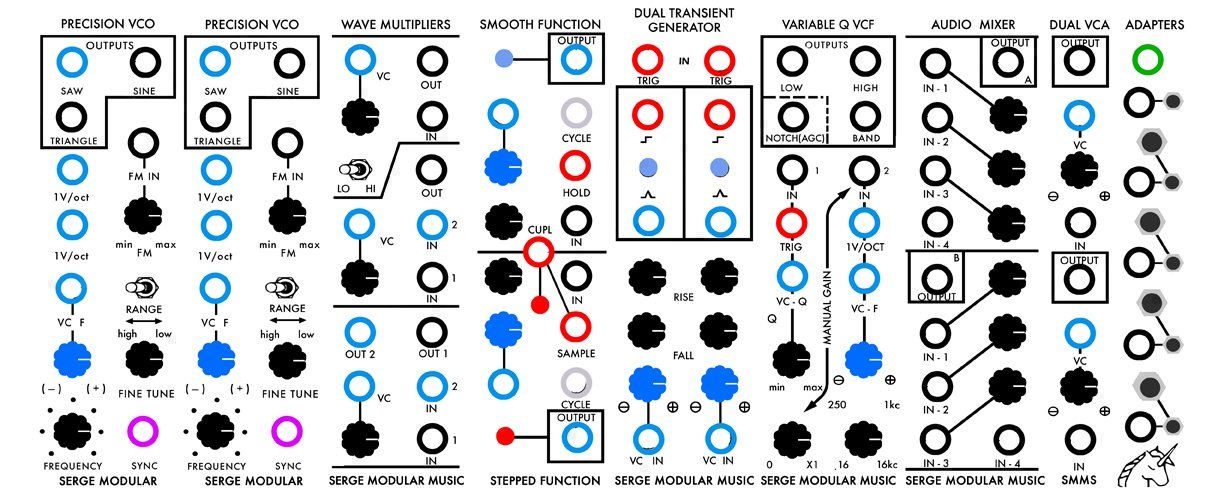 PRECISION VCO
OUTPUTS
SAW
SINE
TRIANGLE
FM IN
1V/oct
min max
FM
1V/oct
RANGE
VC F
high low
(-) (+)
FINE TUNE
FREQUENCY
SYNC
SERGE MODULAR
PRECISION VCO
OUTPUTS
SAW
SINE
TRIANGLE
FM IN
1V/oct
min max
FM
1V/oct
RANGE
VC F
high low
(-) (+)
FINE TUNE
FREQUENCY
SYNC
SERGE MODULAR
WAVE MULTIPLIERS
VC
OUT
IN
LO HI
OUT
VC
2
IN
1
IN
OUT 2
OUT 1
VC
2
IN
1
IN
SERGE MODULAR MUSIC
SMOOTH FUNCTION
OUTPUT
CYCLE
HOLD
IN
CUPL
IN
SAMPLE
CYCLE
OUTPUT
STEPPED FUNCTION
DUAL TRANSIENT
GENERATOR
IN
TRIG
TRIG
RISE
FALL
⊖ ⊕ ⊖ ⊕
VC IN
VC IN
SERGE MODULAR MUSIC
VARIABLE Q VCF
OUTPUTS
LOW
HIGH
NOTCH(AGC)
BAND
1
2
IN
IN
TRIG
1V/OCT
VC - Q
VC - F
Q
MANUAL GAIN
min max
⊖ ⊕
250 1kc
0 X1 .16 16kc
SERGE MODULAR MUSIC
AUDIO MIXER
OUTPUT
A
IN - 1
IN - 2
IN - 3
IN - 4
B
OUTPUT
IN - 1
IN - 2
IN - 3
IN - 4
SERGE MODULAR MUSIC
DUAL VCA
OUTPUT
VC
⊖ ⊕
IN
OUTPUT
VC
⊖ ⊕
IN
SMMS
ADAPTERS